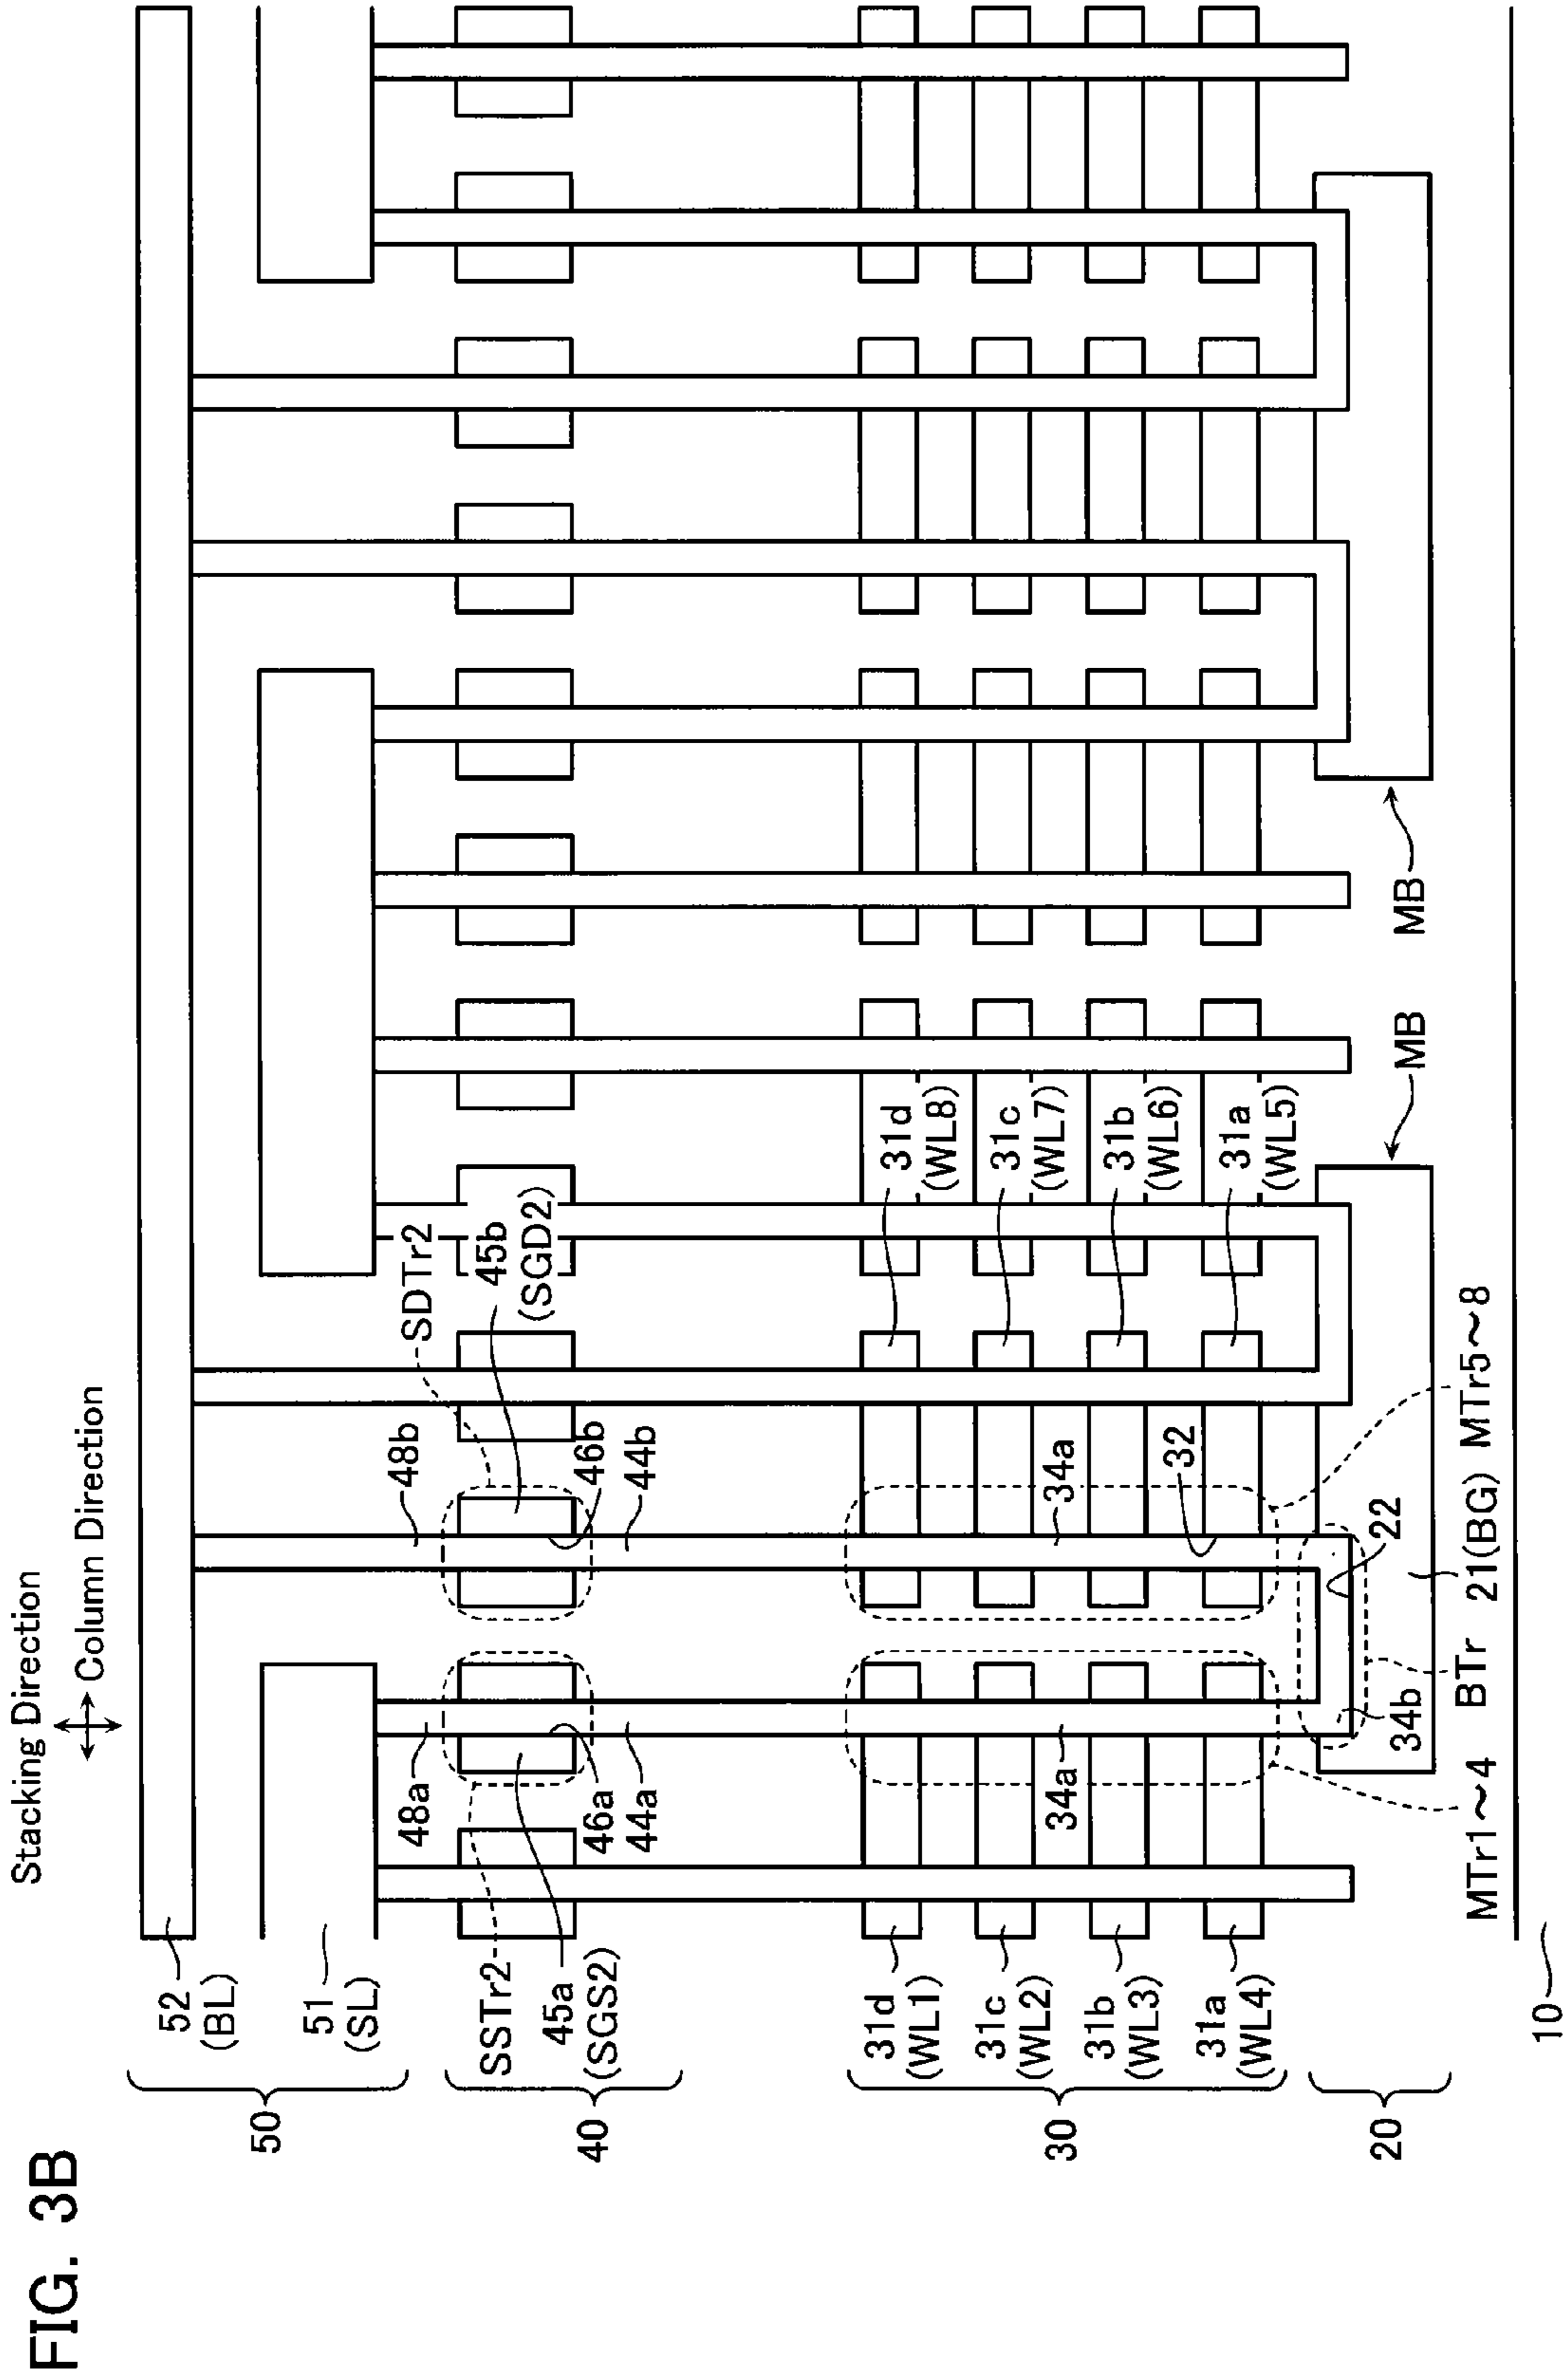 FIG. 3B
Stacking Direction
Column Direction
50
52
(BL)
51
(SL)
48a
48b
SDTr2
45b
(SGD2)
40
SSTr2
45a
(SGS2)
46a
44a
46b
44b
30
31d
(WL1)
31c
(WL2)
31b
(WL3)
31a
(WL4)
34a
34a
32
31d
(WL8)
31c
(WL7)
31b
(WL6)
31a
(WL5)
20
MTr1~4
34b
BTr
22
21(BG)
MTr5~8
MB
MB
10